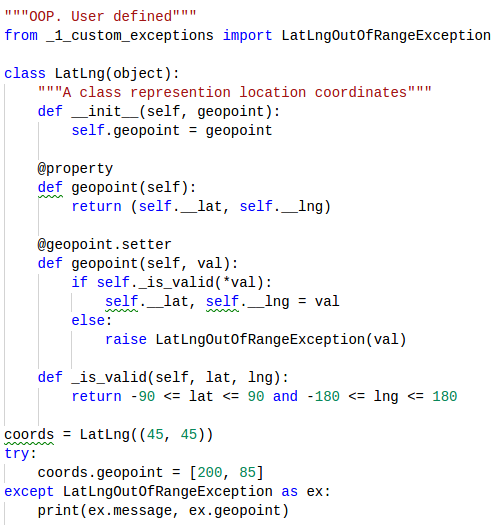 """OOP. User defined"""
from _1_custom_exceptions import LatLngOutOfRangeException

class LatLng(object):
    """A class represention location coordinates"""
    def __init__(self, geopoint):
        self.geopoint = geopoint

    @property
    def geopoint(self):
        return (self.__lat, self.__lng)

    @geopoint.setter
    def geopoint(self, val):
        if self._is_valid(*val):
            self.__lat, self.__lng = val
        else:
            raise LatLngOutOfRangeException(val)

    def _is_valid(self, lat, lng):
        return -90 <= lat <= 90 and -180 <= lng <= 180

coords = LatLng((45, 45))
try:
    coords.geopoint = [200, 85]
except LatLngOutOfRangeException as ex:
    print(ex.message, ex.geopoint)